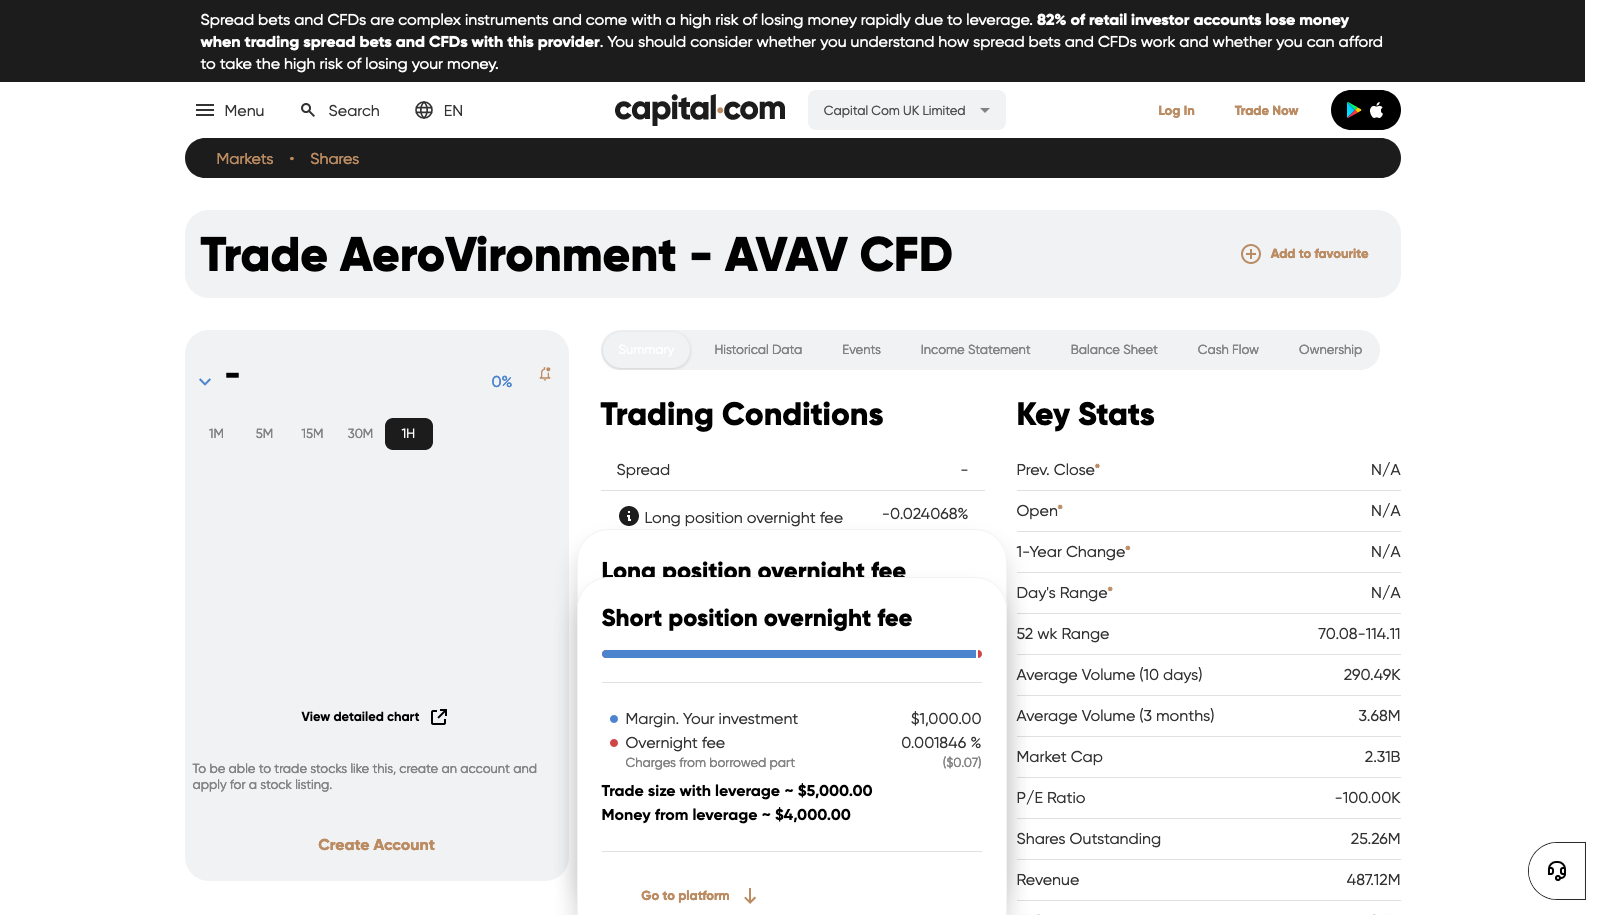 Spread bets and CFDs are complex instruments and come with a high risk of losing money rapidly due to leverage. 82% of retail investor accounts lose money
when trading spread bets and CFDs with this provider. You should consider whether you understand how spread bets and CFDs work and whether you can afford
to take the high risk of losing your money.
Menu
Search
EN
capital.com
Capital Com UK Limited
Log In
Trade Now
Markets
Shares
Trade AeroVironment - AVAV CFD
Add to favourite
-
0%
1M
5M
15M
30M
1H
View detailed chart
To be able to trade stocks like this, create an account and
apply for a stock listing.
Create Account
Summary
Historical Data
Events
Income Statement
Balance Sheet
Cash Flow
Ownership
Trading Conditions
Spread -
Long position overnight fee -0.024068%
Long position overnight fee
Short position overnight fee
Margin. Your investment $1,000.00
Overnight fee 0.001846 %
Charges from borrowed part ($0.07)
Trade size with leverage ~ $5,000.00
Money from leverage ~ $4,000.00
Go to platform
Key Stats
Prev. Close* N/A
Open* N/A
1-Year Change* N/A
Day's Range* N/A
52 wk Range 70.08-114.11
Average Volume (10 days) 290.49K
Average Volume (3 months) 3.68M
Market Cap 2.31B
P/E Ratio -100.00K
Shares Outstanding 25.26M
Revenue 487.12M